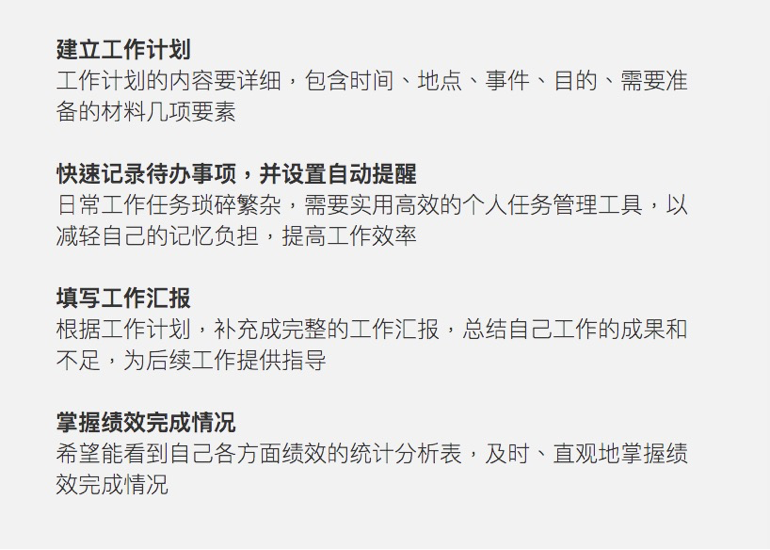 建立工作计划
工作计划的内容要详细，包含时间、地点、事件、目的、需要准
备的材料几项要素
快速记录待办事项，并设置自动提醒
日常工作任务琐碎繁杂，需要实用高效的个人任务管理工具，以
减轻自己的记忆负担，提高工作效率
填写工作汇报
根据工作计划，补充成完整的工作汇报，总结自己工作的成果和
不足，为后续工作提供指导
掌握绩效完成情况
希望能看到自己各方面绩效的统计分析表，及时、直观地掌握绩
效完成情况